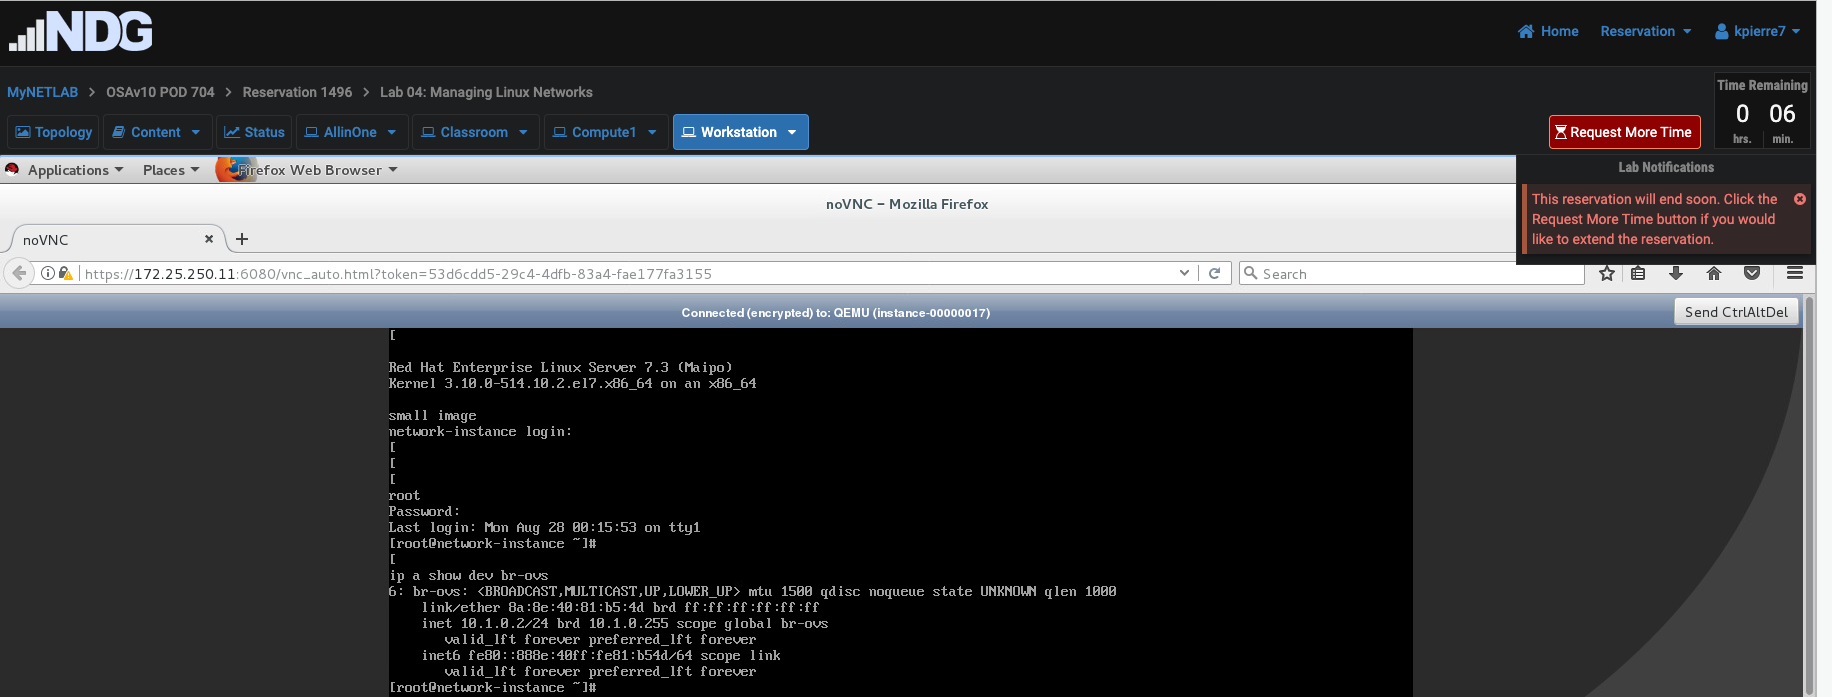 NDG
Home Reservation kpierre7
MyNETLAB > OSAv10 POD 704 > Reservation 1496 > Lab 04: Managing Linux Networks
Time Remaining
0 06
hrs. min.
Topology Content Status AllinOne Classroom Compute1 Workstation
Request More Time
Lab Notifications
This reservation will end soon. Click the
Request More Time button if you would
like to extend the reservation.
Applications Places Firefox Web Browser
noVNC - Mozilla Firefox
noVNC
https://172.25.250.11:6080/vnc_auto.html?token=53d6cdd5-29c4-4dfb-83a4-fae177fa3155
Search
Connected (encrypted) to: QEMU (instance-00000017)
Send CtrlAltDel
[
Red Hat Enterprise Linux Server 7.3 (Maipo)
Kernel 3.10.0-514.10.2.el7.x86_64 on an x86_64
small image
network-instance login:
[
[
[
root
Password:
Last login: Mon Aug 28 00:15:53 on tty1
[root@network-instance ~]#
[
ip a show dev br-ovs
6: br-ovs: <BROADCAST,MULTICAST,UP,LOWER_UP> mtu 1500 qdisc noqueue state UNKNOWN qlen 1000
link/ether 8a:8e:40:81:b5:4d brd ff:ff:ff:ff:ff:ff
inet 10.1.0.2/24 brd 10.1.0.255 scope global br-ovs
valid_lft forever preferred_lft forever
inet6 fe80::888e:40ff:fe81:b54d/64 scope link
valid_lft forever preferred_lft forever
[root@network-instance ~]#